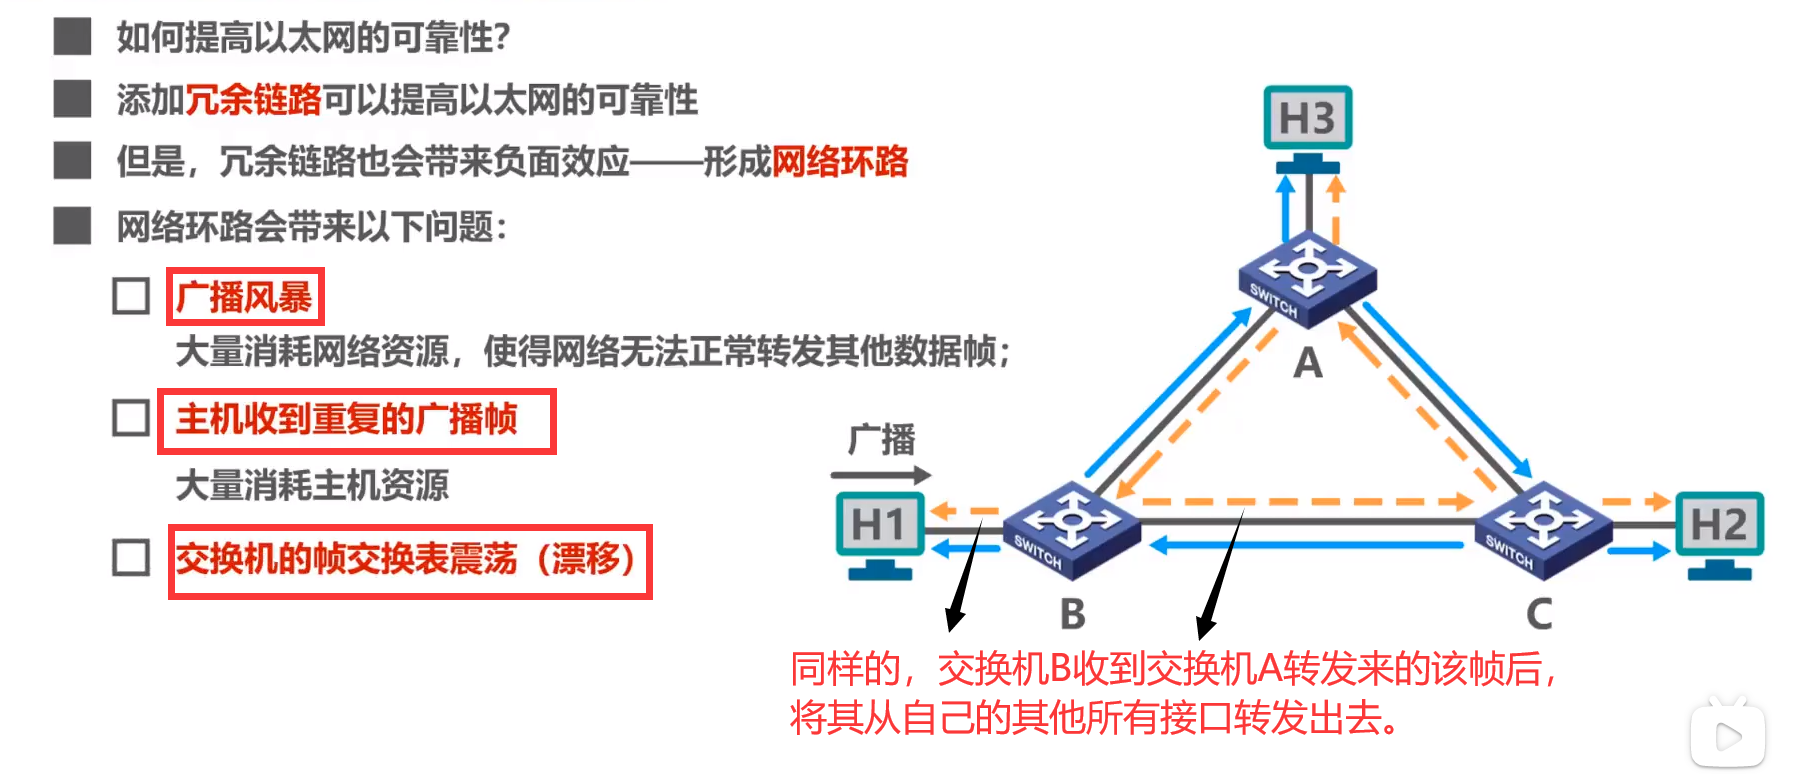 如何提高以太网的可靠性？
添加冗余链路可以提高以太网的可靠性
但是，冗余链路也会带来负面效应——形成网络环路
网络环路会带来以下问题：
广播风暴
大量消耗网络资源，使得网络无法正常转发其他数据帧；
主机收到重复的广播帧
大量消耗主机资源
交换机的帧交换表震荡（漂移）
H3
SWITCH
A
广播
H1
SWITCH
B
SWITCH
C
H2
同样的，交换机B收到交换机A转发来的该帧后，
将其从自己的其他所有接口转发出去。